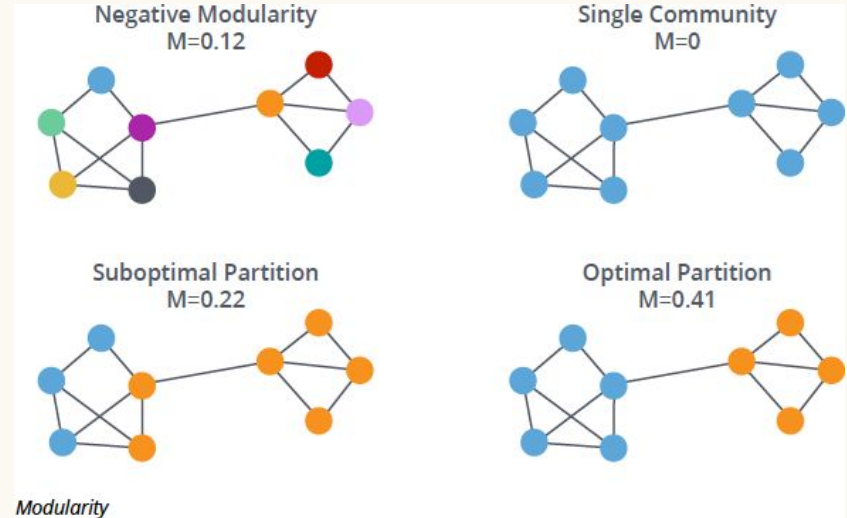 Negative Modularity
M=0.12
Single Community
M=0
Suboptimal Partition
M=0.22
Optimal Partition
M=0.41
Modularity